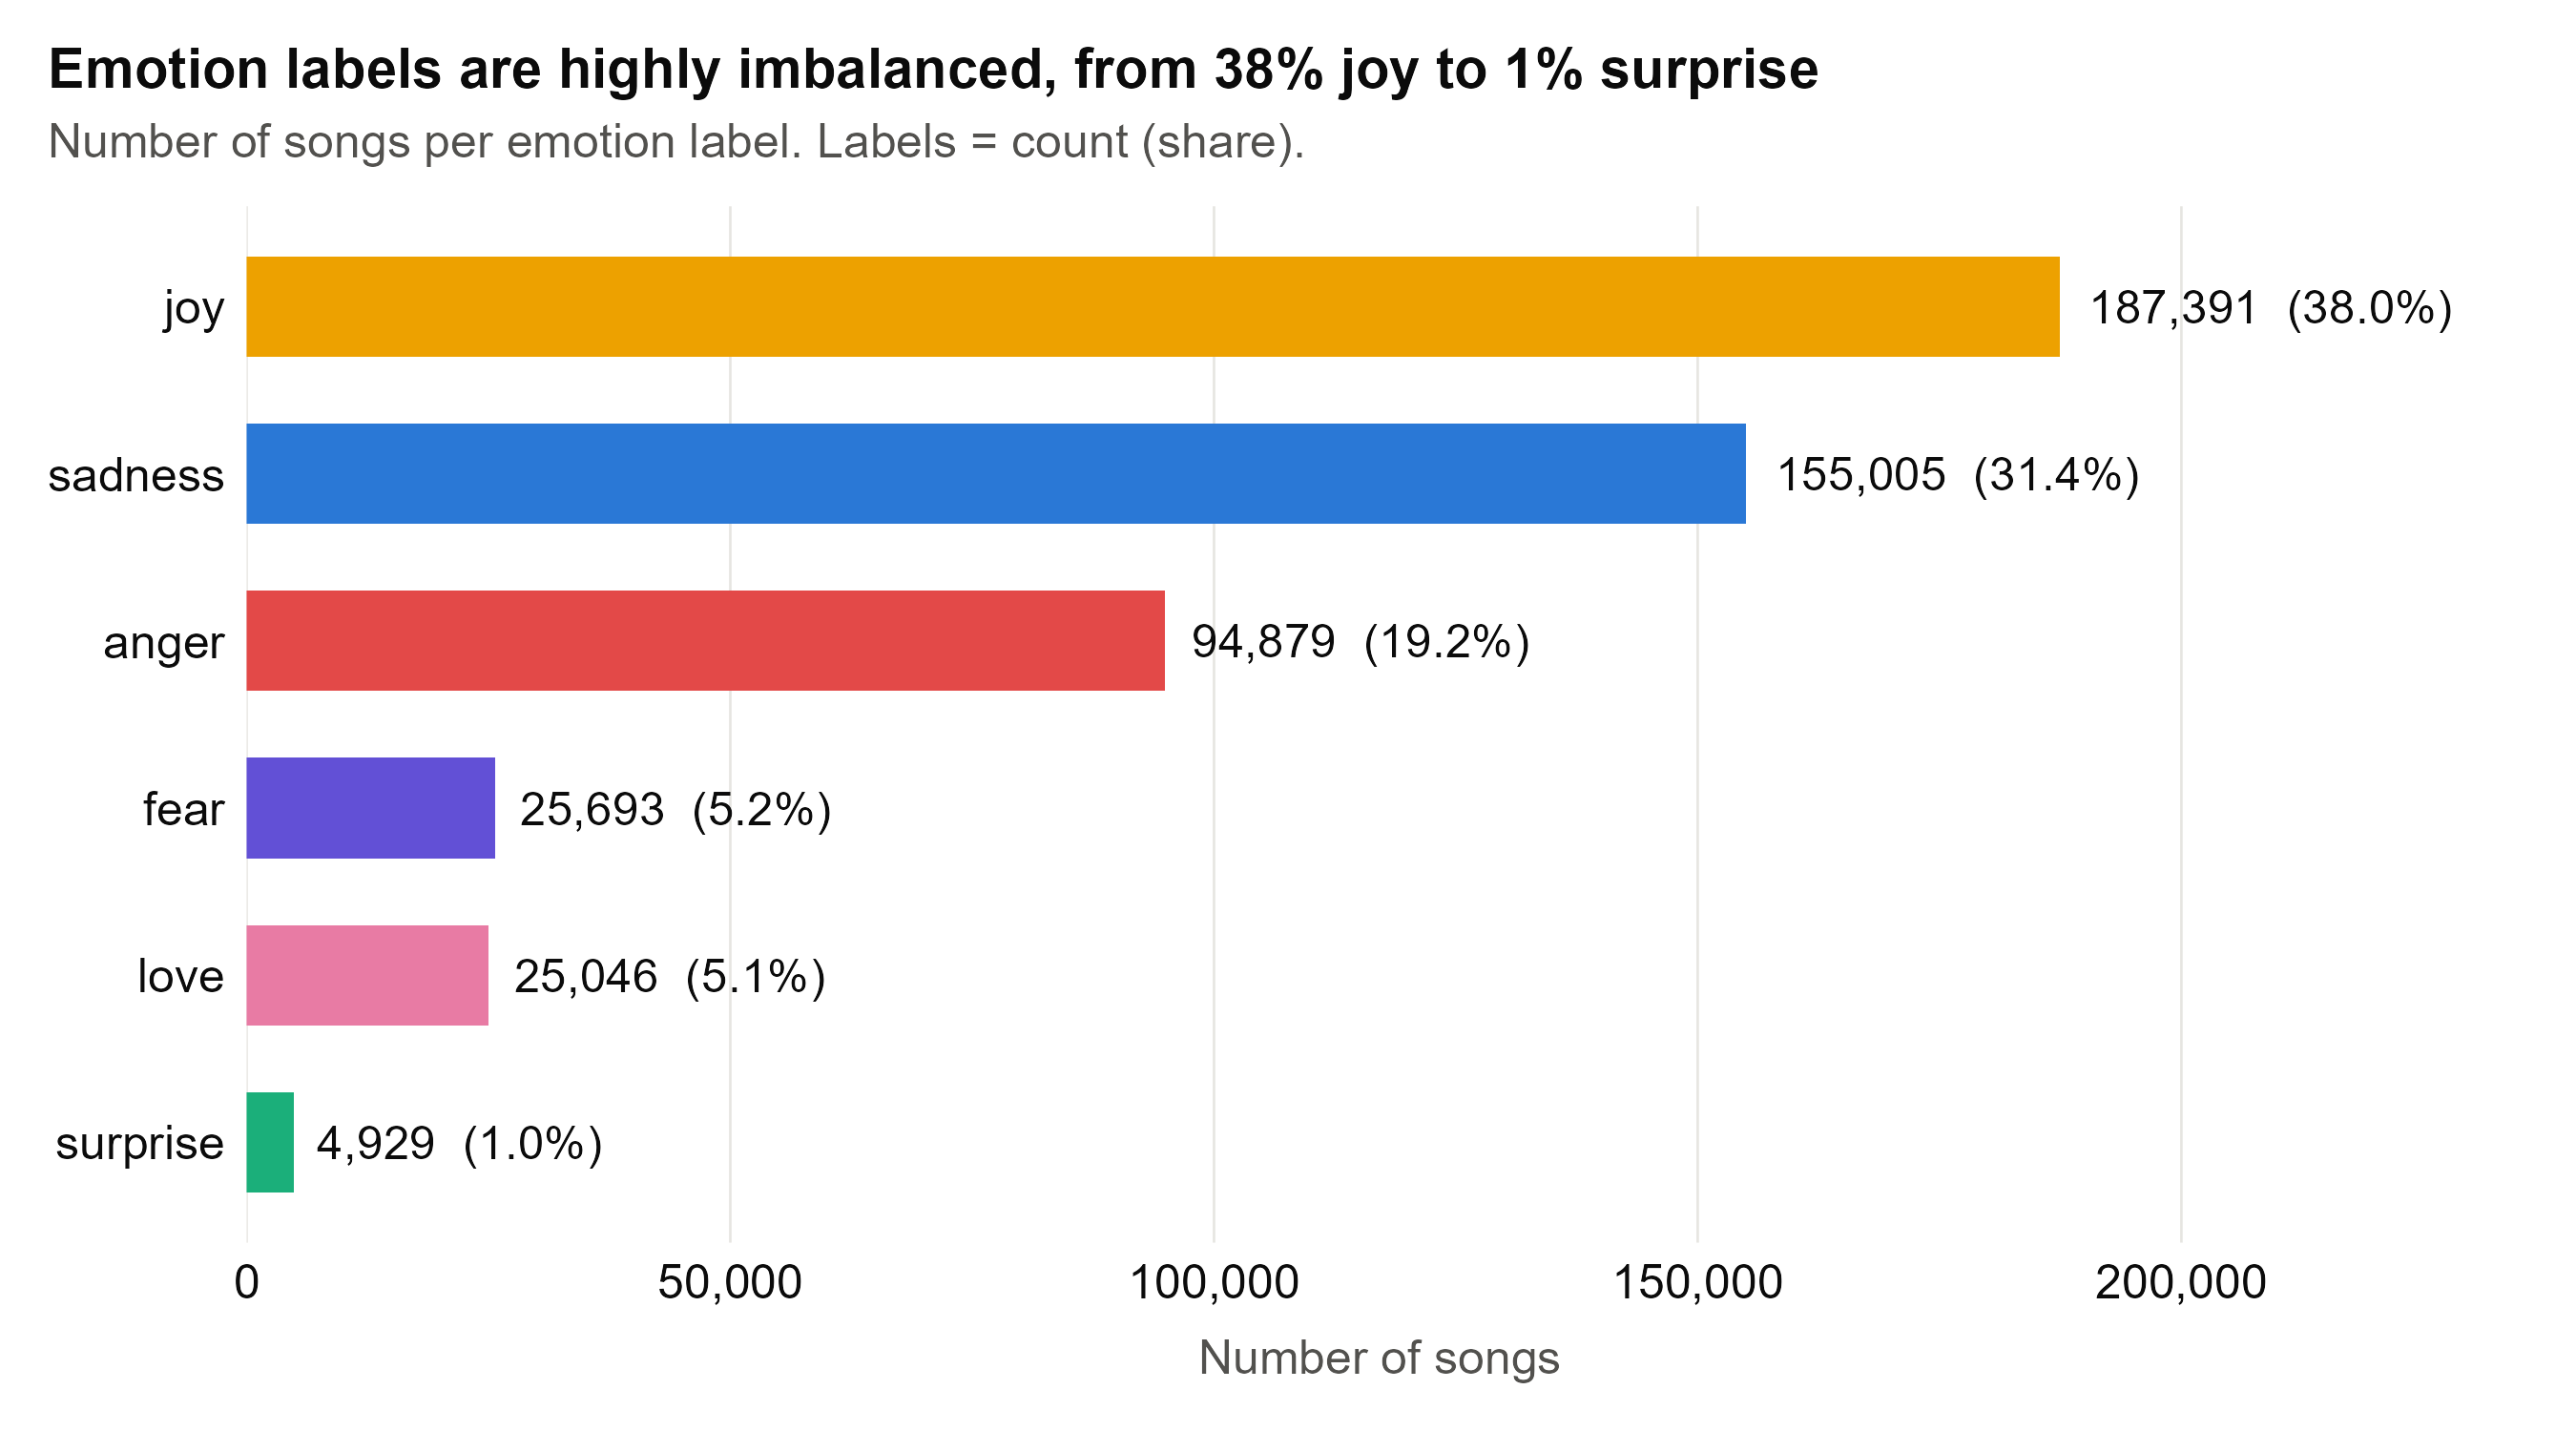 Emotion labels are highly imbalanced, from 38% joy to 1% surprise
Number of songs per emotion label. Labels = count (share).
joy 187,391 (38.0%)
sadness 155,005 (31.4%)
anger 94,879 (19.2%)
fear 25,693 (5.2%)
love 25,046 (5.1%)
surprise 4,929 (1.0%)
0 50,000 100,000 150,000 200,000
Number of songs